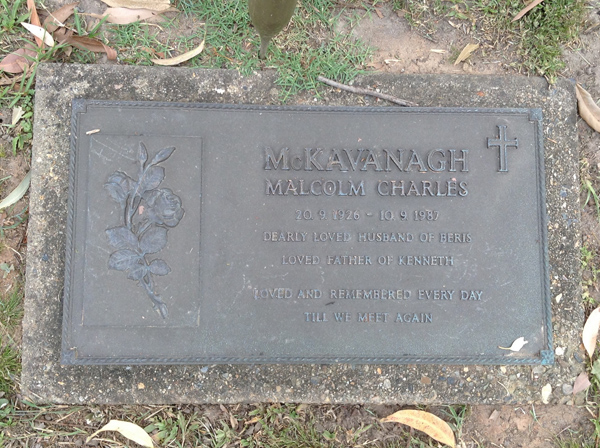 McKAVANAGH
MALCOLM CHARLES
20.9.1926 - 10.9.1987
DEARLY LOVED HUSBAND OF BERIS
LOVED FATHER OF KENNETH
LOVED AND REMEMBERED EVERY DAY
TILL WE MEET AGAIN